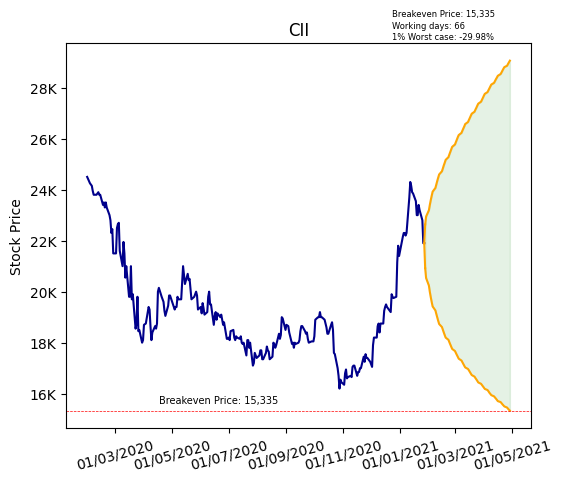 Breakeven Price: 15,335
Working days: 66
1% Worst case: -29.98%
CII
Stock Price
28K
26K
24K
22K
20K
18K
16K
Breakeven Price: 15,335
01/03/2020 01/05/2020 01/07/2020 01/09/2020 01/11/2020 01/01/2021 01/03/2021 01/05/2021